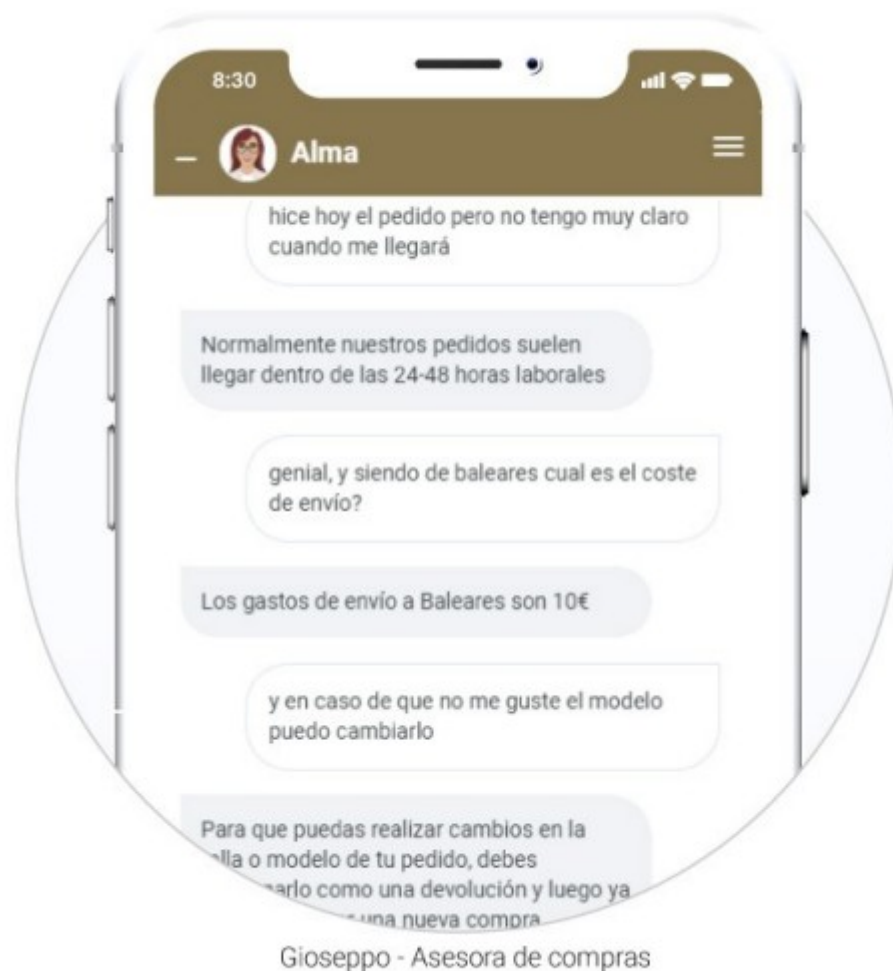 8:30
Alma
hice hoy el pedido pero no tengo muy claro
cuando me llegará
Normalmente nuestros pedidos suelen
llegar dentro de las 24-48 horas laborales
genial, y siendo de baleares cual es el coste
de envío?
Los gastos de envío a Baleares son 10€
y en caso de que no me guste el modelo
puedo cambiarlo
Para que puedas realizar cambios en la
o modelo de tu pedido, debes
como una devolución y luego ya
una nueva compra
Gioseppo - Asesora de compras